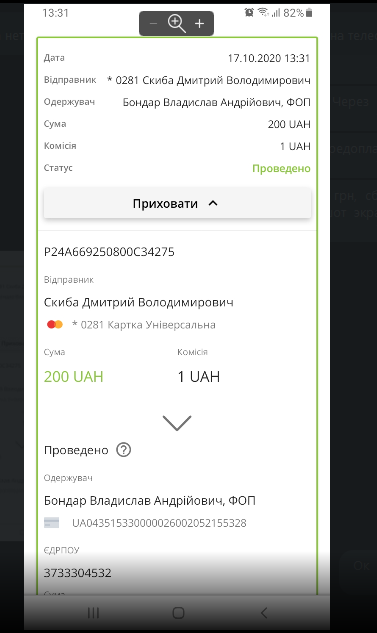 13:31
82%
Дата 17.10.2020 13:31
Відправник * 0281 Скиба Дмитрий Володимирович
Одержувач Бондар Владислав Андрійович, ФОП
Сума 200 UAH
Комісія 1 UAH
Статус Проведено
Приховати
P24A669250800C34275
Відправник
Скиба Дмитрий Володимирович
* 0281 Картка Універсальна
Сума Комісія
200 UAH 1 UAH
Проведено ?
Одержувач
Бондар Владислав Андрійович, ФОП
UA043515330000026002052155328
ЄДРПОУ
3733304532